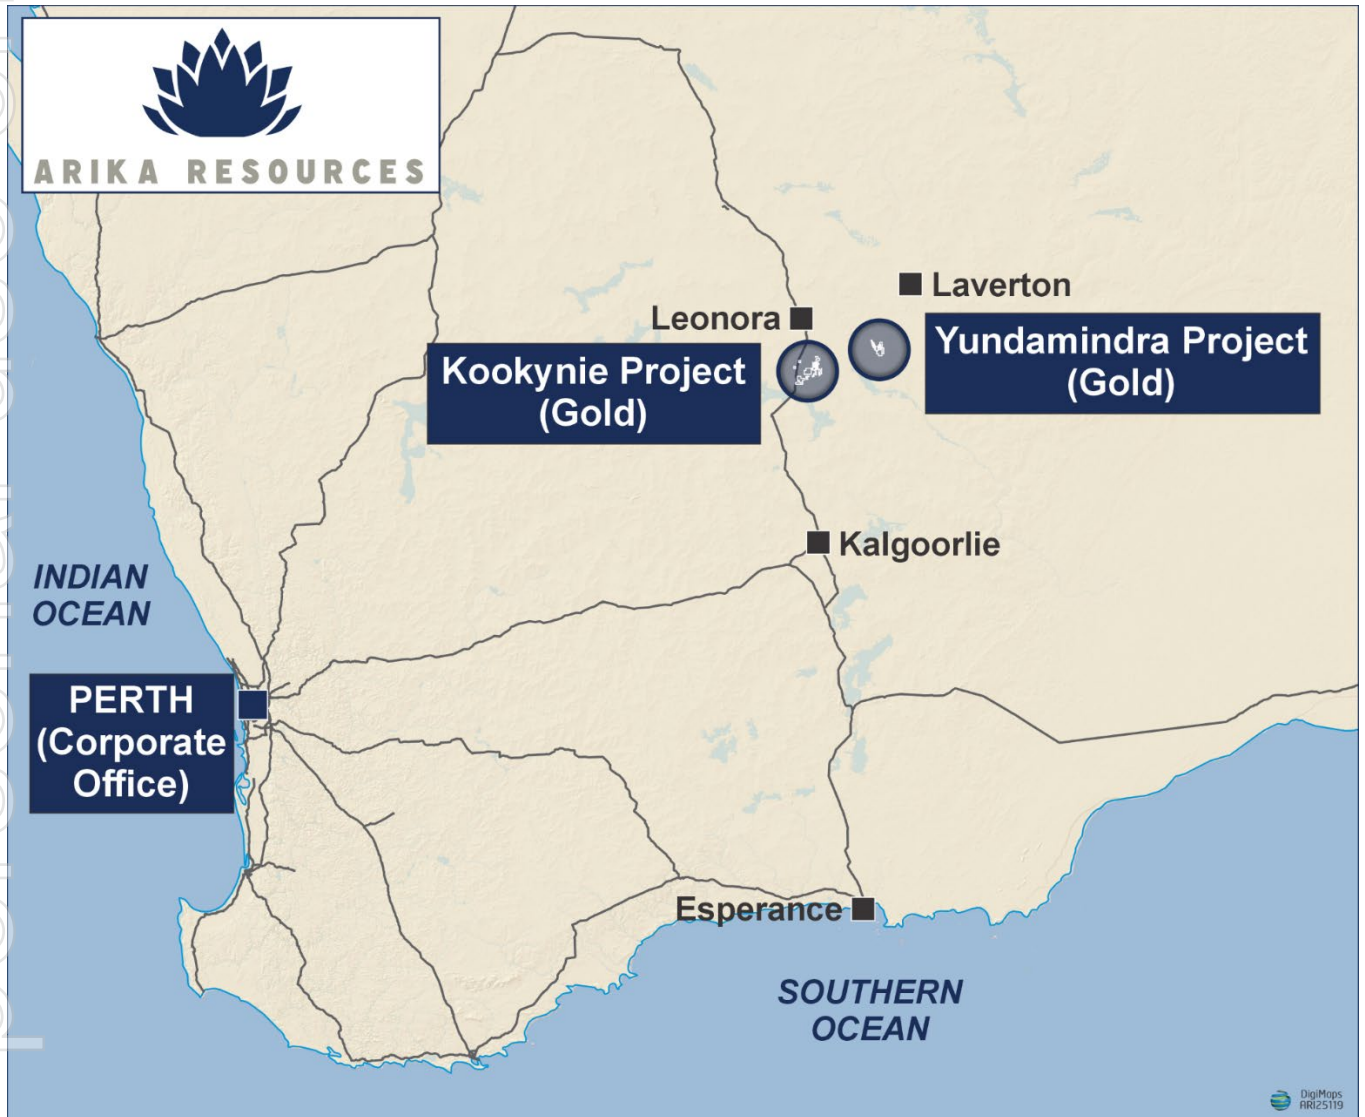 ARIKA RESOURCES
Laverton
Leonora
Yundamindra Project
(Gold)
Kookynie Project
(Gold)
Kalgoorlie
INDIAN
OCEAN
PERTH
(Corporate
Office)
Esperance
SOUTHERN
OCEAN
DigiMaps
ARI25119